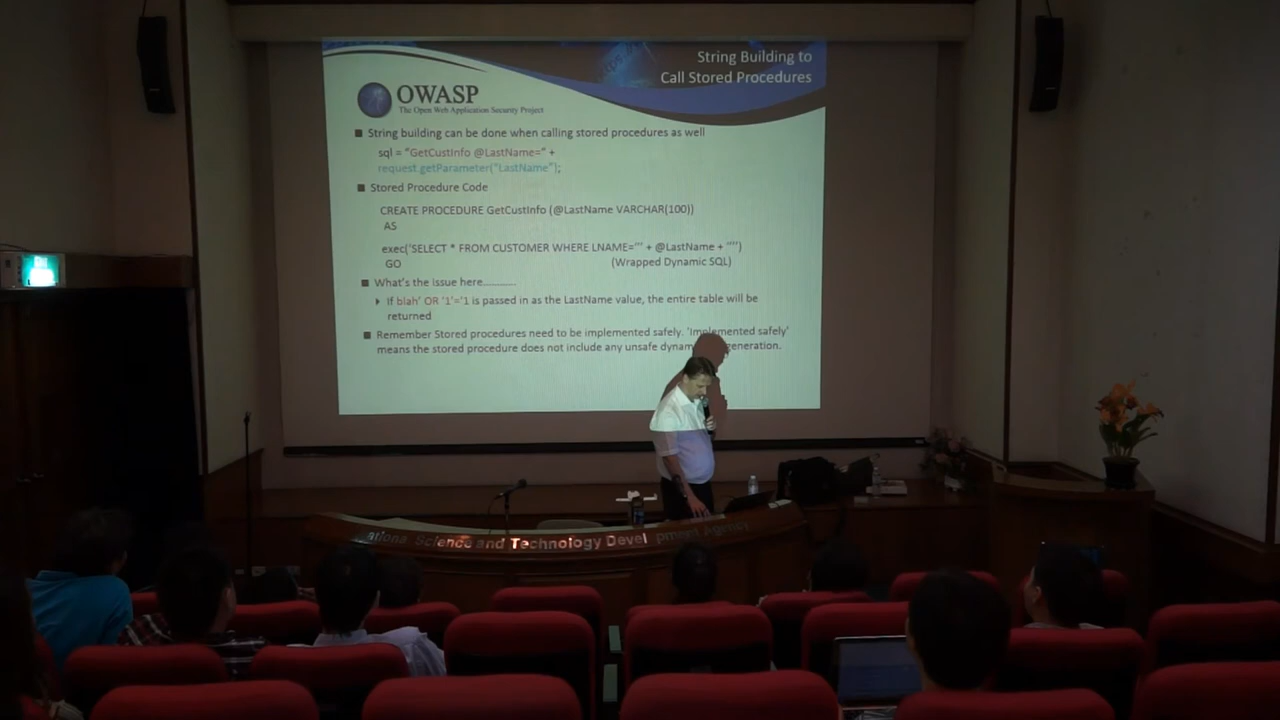 String Building to
Call Stored Procedures
OWASP
The Open Web Application Security Project
String building can be done when calling stored procedures as well
sql = "GetCustInfo @LastName=" +
request.getParameter("LastName");
Stored Procedure Code
CREATE PROCEDURE GetCustInfo (@LastName VARCHAR(100))
AS
exec('SELECT * FROM CUSTOMER WHERE LNAME=''' + @LastName + '''')
GO (Wrapped Dynamic SQL)
What's the issue here…………
If blah' OR '1'='1 is passed in as the LastName value, the entire table will be
returned
Remember Stored procedures need to be implemented safely. 'Implemented safely'
means the stored procedure does not include any unsafe dynam generation.
ational Science and Technology Devel pment Agency